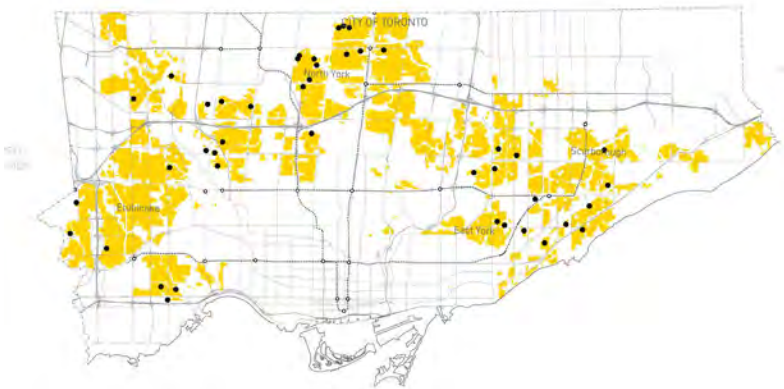 CITY OF TORONTO
North York
Scarborough
Etobicoke
East York